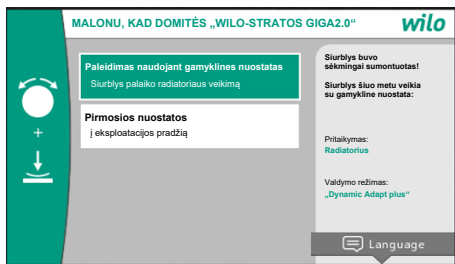 MALONU, KAD DOMITĖS „WILO-STRATOS GIGA2.0“
wilo
Paleidimas naudojant gamyklines nuostatas
Siurblys palaiko radiatoriaus veikimą
Pirmosios nuostatos
į eksploatacijos pradžią
Siurblys buvo
sėkmingai sumontuotas!
Siurblys šiuo metu veikia
su gamykline nuostata:
Pritaikymas:
Radiatorius
Valdymo režimas:
„Dynamic Adapt plus“
Language